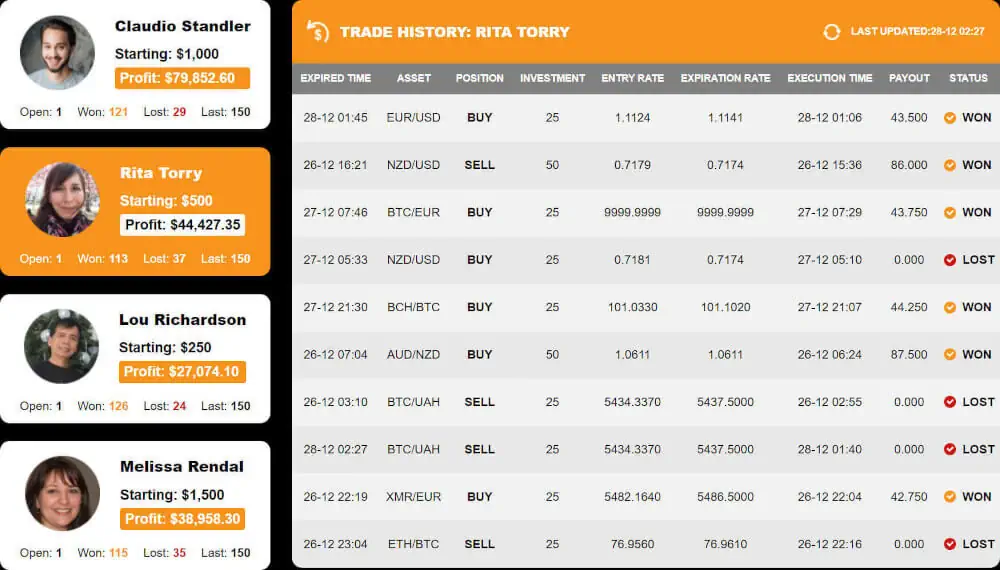 Claudio Standler
Starting: $1,000
Profit: $79,852.60
Open: 1 Won: 121 Lost: 29 Last: 150
Rita Torry
Starting: $500
Profit: $44,427.35
Open: 1 Won: 113 Lost: 37 Last: 150
Lou Richardson
Starting: $250
Profit: $27,074.10
Open: 1 Won: 126 Lost: 24 Last: 150
Melissa Rendal
Starting: $1,500
Profit: $38,958.30
Open: 1 Won: 115 Lost: 35 Last: 150
$ TRADE HISTORY: RITA TORRY LAST UPDATED:28-12 02:27
EXPIRED TIME ASSET POSITION INVESTMENT ENTRY RATE EXPIRATION RATE EXECUTION TIME PAYOUT STATUS
28-12 01:45 EUR/USD BUY 25 1.1124 1.1141 28-12 01:06 43.500 WON
26-12 16:21 NZD/USD SELL 50 0.7179 0.7174 26-12 15:36 86.000 WON
27-12 07:46 BTC/EUR BUY 25 9999.9999 9999.9999 27-12 07:29 43.750 WON
27-12 05:33 NZD/USD BUY 25 0.7181 0.7174 27-12 05:10 0.000 LOST
27-12 21:30 BCH/BTC BUY 25 101.0330 101.1020 27-12 21:07 44.250 WON
26-12 07:04 AUD/NZD BUY 50 1.0611 1.0611 26-12 06:24 87.500 WON
26-12 03:10 BTC/UAH SELL 25 5434.3370 5437.5000 26-12 02:55 0.000 LOST
28-12 02:27 BTC/UAH SELL 25 5434.3370 5437.5000 28-12 01:40 0.000 LOST
26-12 22:19 XMR/EUR BUY 25 5482.1640 5486.5000 26-12 22:04 42.750 WON
26-12 23:04 ETH/BTC SELL 25 76.9560 76.9610 26-12 22:16 0.000 LOST